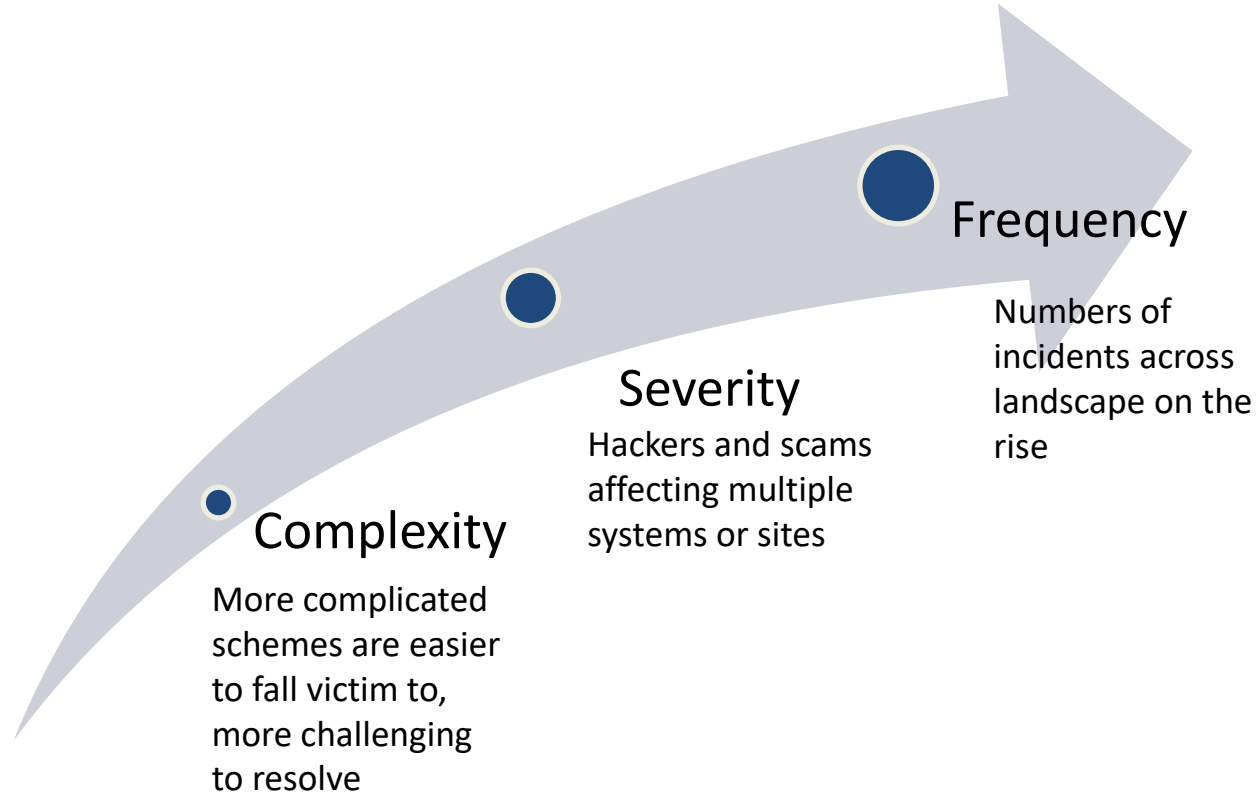 Complexity
More complicated
schemes are easier
to fall victim to,
more challenging
to resolve
Severity
Hackers and scams
affecting multiple
systems or sites
Frequency
Numbers of
incidents across
landscape on the
rise